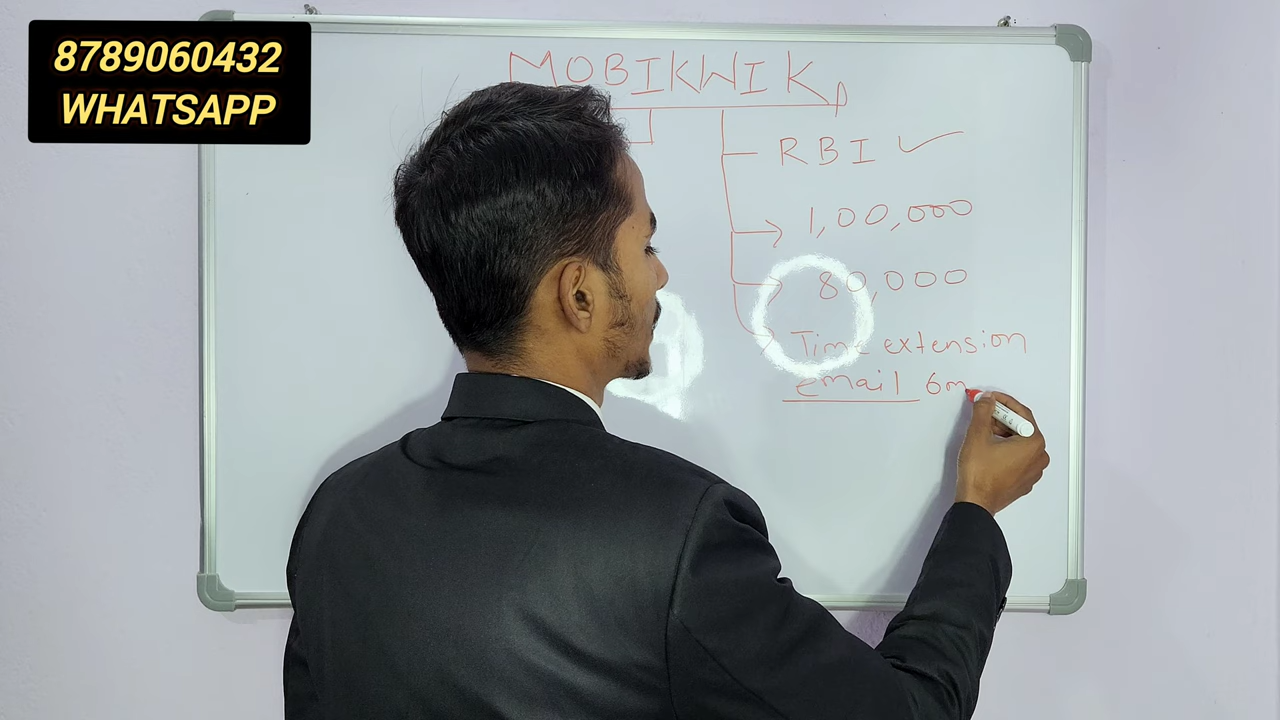 8789060432
WHATSAPP
MOBIKWIK
RBI ✓
1,00,000
80,000
Time extension
email 6m